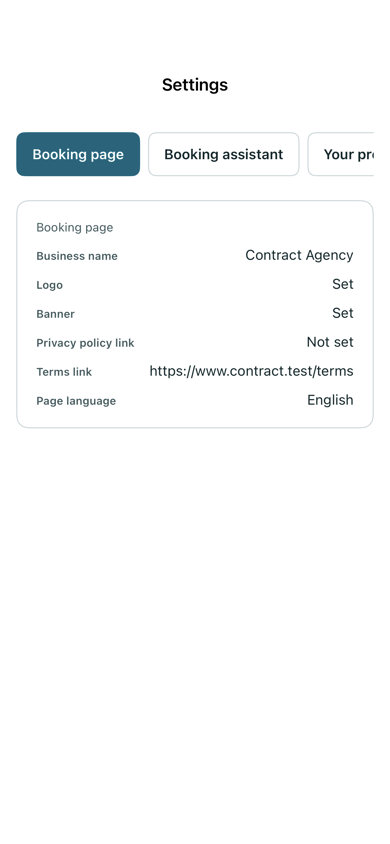 Settings
Booking page
Booking assistant
Your pr
Booking page
Business name Contract Agency
Logo Set
Banner Set
Privacy policy link Not set
Terms link https://www.contract.test/terms
Page language English